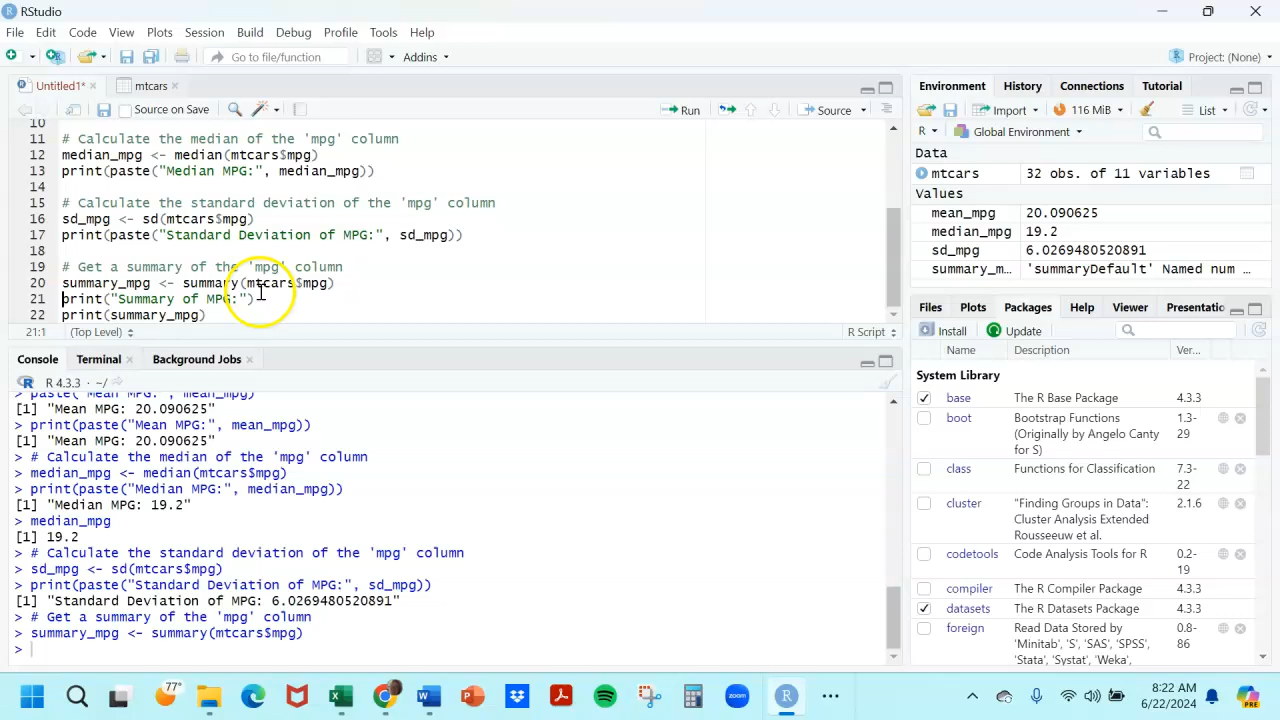 RStudio
File Edit Code View Plots Session Build Debug Profile Tools Help
Go to file/function Addins Project: (None)
Untitled1* mtcars
Source on Save Run Source
10
11 # Calculate the median of the 'mpg' column
12 median_mpg <- median(mtcars$mpg)
13 print(paste("Median MPG:", median_mpg))
14
15 # Calculate the standard deviation of the 'mpg' column
16 sd_mpg <- sd(mtcars$mpg)
17 print(paste("Standard Deviation of MPG:", sd_mpg))
18
19 # Get a summary of the 'mpg' column
20 summary_mpg <- summary(mtcars$mpg)
21 print("Summary of MPG:")
22 print(summary_mpg)
21:1 (Top Level) R Script
Console Terminal Background Jobs
R 4.3.3 · ~/
> paste("Mean MPG:", mean_mpg)
[1] "Mean MPG: 20.090625"
> print(paste("Mean MPG:", mean_mpg))
[1] "Mean MPG: 20.090625"
> # Calculate the median of the 'mpg' column
> median_mpg <- median(mtcars$mpg)
> print(paste("Median MPG:", median_mpg))
[1] "Median MPG: 19.2"
> median_mpg
[1] 19.2
> # Calculate the standard deviation of the 'mpg' column
> sd_mpg <- sd(mtcars$mpg)
> print(paste("Standard Deviation of MPG:", sd_mpg))
[1] "Standard Deviation of MPG: 6.0269480520891"
> # Get a summary of the 'mpg' column
> summary_mpg <- summary(mtcars$mpg)
>
Environment History Connections Tutorial
Import 116 MiB List
R Global Environment
Data
mtcars 32 obs. of 11 variables
Values
mean_mpg 20.090625
median_mpg 19.2
sd_mpg 6.0269480520891
summary_m… 'summaryDefault' Named num …
Files Plots Packages Help Viewer Presentatio
Install Update
Name Description Ver...
System Library
base The R Base Package 4.3.3
boot Bootstrap Functions 1.3-
(Originally by Angelo Canty 29
for S)
class Functions for Classification 7.3-
22
cluster "Finding Groups in Data": 2.1.6
Cluster Analysis Extended
Rousseeuw et al.
codetools Code Analysis Tools for R 0.2-
19
compiler The R Compiler Package 4.3.3
datasets The R Datasets Package 4.3.3
foreign Read Data Stored by 0.8-
'Minitab', 'S', 'SAS', 'SPSS', 86
'Stata', 'Systat', 'Weka',
77°
zoom
8:22 AM
6/22/2024
PRE